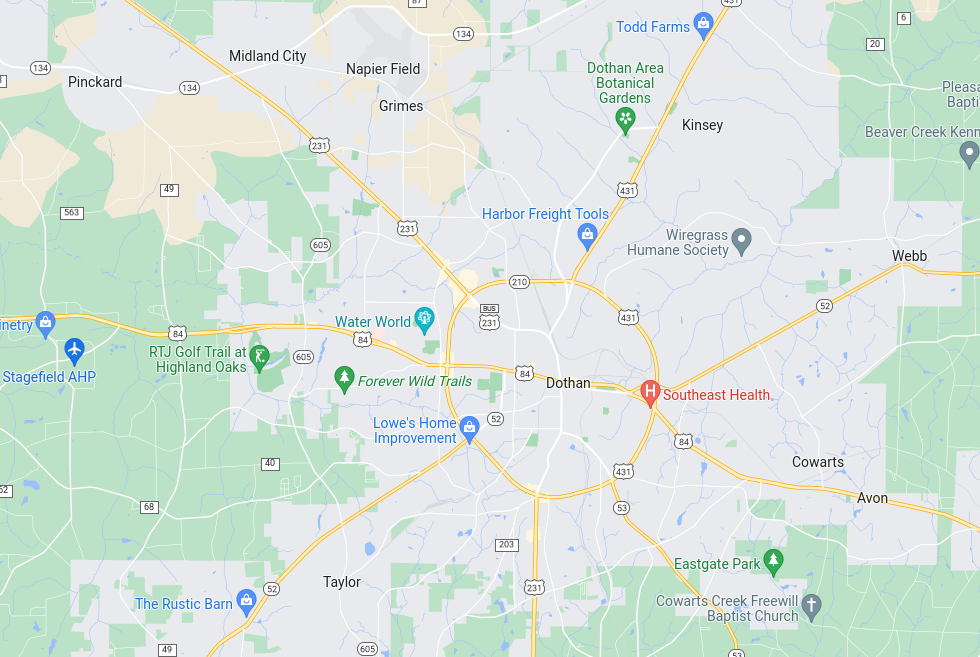 87
431
Todd Farms
6
134
20
Midland City
Napier Field
134
Dothan Area
Botanical
Gardens
Pinckard
134
Pleasa
Bapti
Grimes
Kinsey
Beaver Creek Kenn
231
49
431
563
Harbor Freight Tools
231
Wiregrass
Humane Society
605
Webb
210
52
BUS
231
431
Water World
inetry
84
84
RTJ Golf Trail at
Highland Oaks
605
Stagefield AHP
Forever Wild Trails
84
Dothan
Southeast Health
Lowe's Home
Improvement
52
84
40
Cowarts
431
52
Avon
68
53
203
Eastgate Park
Taylor
52
231
The Rustic Barn
Cowarts Creek Freewill
Baptist Church
49
605
53